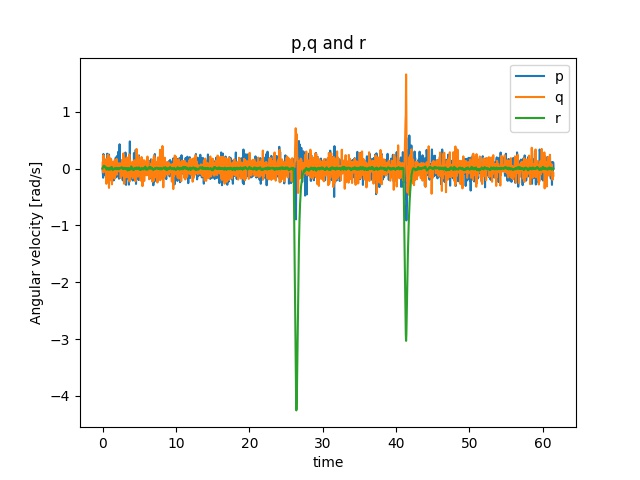 p,q and r
Angular velocity [rad/s]
1
0
−1
−2
−3
−4
p
q
r
0 10 20 30 40 50 60
time